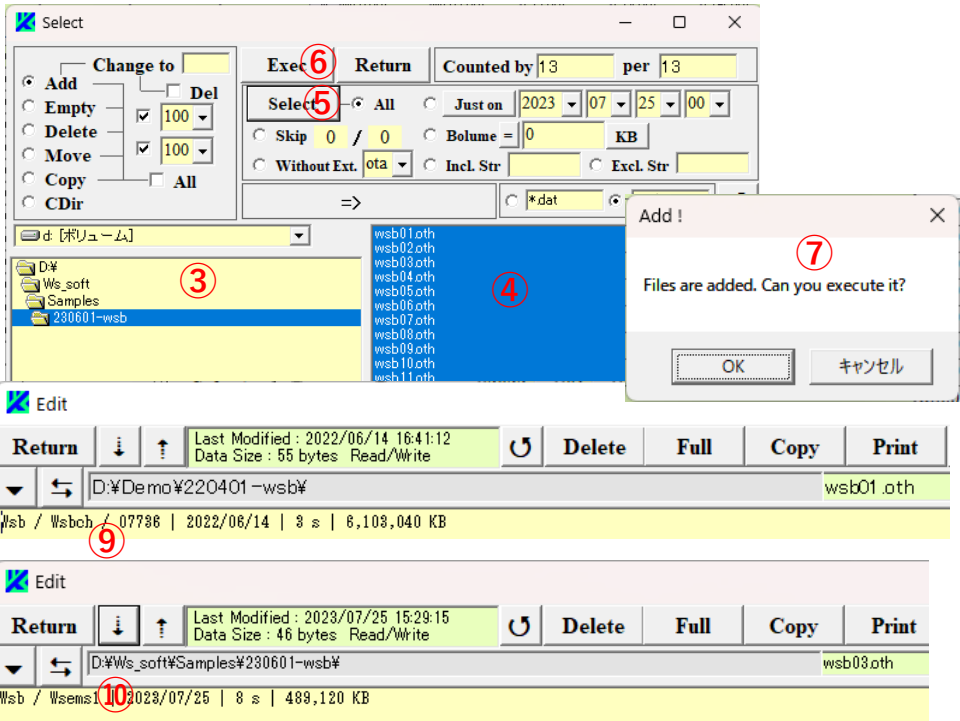 Select
Change to
Add
Del
Empty
100
Delete
Move
100
Copy
All
CDir
Exec ⑥ Return
Counted by 13 per 13
Select ⑤ All
Just on 2023 07 25 00
Skip 0 / 0
Bolume = 0 KB
Without Ext. ota
Incl. Str
Excl. Str
=>
*.dat
d: [ボリューム]
D:¥
Ws_soft
Samples
230601-wsb
③
wsb01.oth
wsb02.oth
wsb03.oth
wsb04.oth
wsb05.oth
wsb06.oth
wsb07.oth
wsb08.oth
wsb09.oth
wsb10.oth
wsb11.oth
④
Add !
⑦
Files are added. Can you execute it?
OK
キャンセル
Edit
Return
Last Modified : 2022/06/14 16:41:12
Data Size : 55 bytes Read/Write
Delete
Full
Copy
Print
D:¥Demo¥220401-wsb¥
wsb01.oth
Wsb / Wsbch / 07736 | 2022/06/14 | 3 s | 6,103,040 KB
⑨
Edit
Return
Last Modified : 2023/07/25 15:29:15
Data Size : 46 bytes Read/Write
Delete
Full
Copy
Print
D:¥Ws_soft¥Samples¥230601-wsb¥
wsb03.oth
Wsb / Wsems1 | 2023/07/25 | 8 s | 489,120 KB
⑩